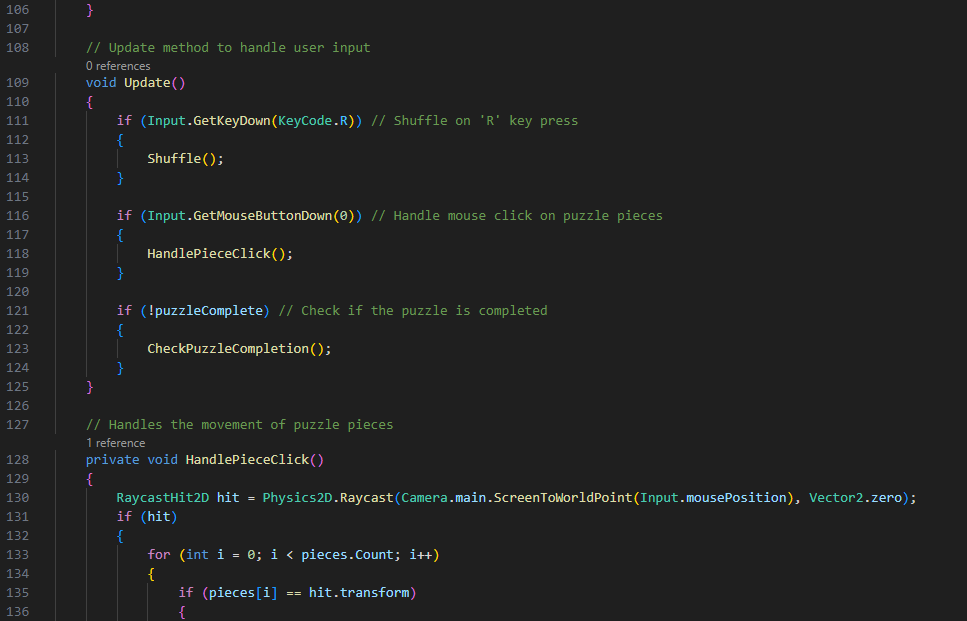 106 }
107
108 // Update method to handle user input
0 references
109 void Update()
110 {
111 if (Input.GetKeyDown(KeyCode.R)) // Shuffle on 'R' key press
112 {
113 Shuffle();
114 }
115
116 if (Input.GetMouseButtonDown(0)) // Handle mouse click on puzzle pieces
117 {
118 HandlePieceClick();
119 }
120
121 if (!puzzleComplete) // Check if the puzzle is completed
122 {
123 CheckPuzzleCompletion();
124 }
125 }
126
127 // Handles the movement of puzzle pieces
1 reference
128 private void HandlePieceClick()
129 {
130 RaycastHit2D hit = Physics2D.Raycast(Camera.main.ScreenToWorldPoint(Input.mousePosition), Vector2.zero);
131 if (hit)
132 {
133 for (int i = 0; i < pieces.Count; i++)
134 {
135 if (pieces[i] == hit.transform)
136 {